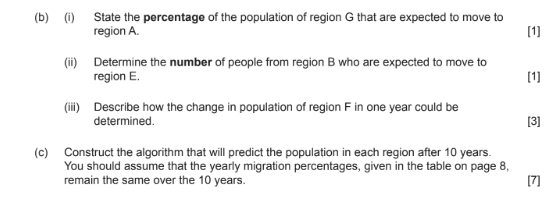 (b) (i) State the percentage of the population of region G that are expected to move to
region A. [1]
(ii) Determine the number of people from region B who are expected to move to
region E. [1]
(iii) Describe how the change in population of region F in one year could be
determined. [3]
(c) Construct the algorithm that will predict the population in each region after 10 years.
You should assume that the yearly migration percentages, given in the table on page 8,
remain the same over the 10 years. [7]